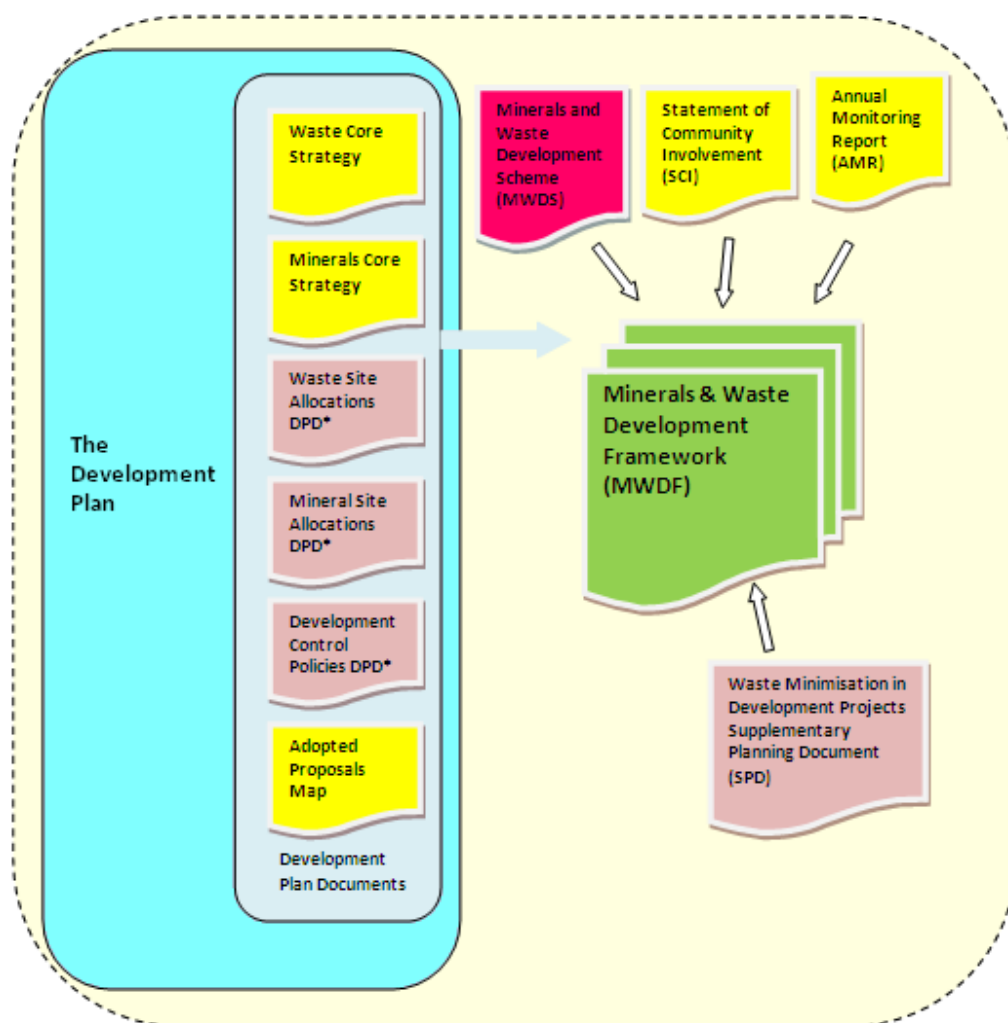 The
Development
Plan
Waste Core
Strategy
Minerals Core
Strategy
Waste Site
Allocations
DPD*
Mineral Site
Allocations
DPD*
Development
Control
Policies DPD*
Adopted
Proposals
Map
Development
Plan Documents
Minerals and
Waste
Development
Scheme
(MWDS)
Statement of
Community
Involvement
(SCI)
Annual
Monitoring
Report
(AMR)
Minerals & Waste
Development
Framework
(MWDF)
Waste Minimisation in
Development Projects
Supplementary
Planning Document
(SPD)